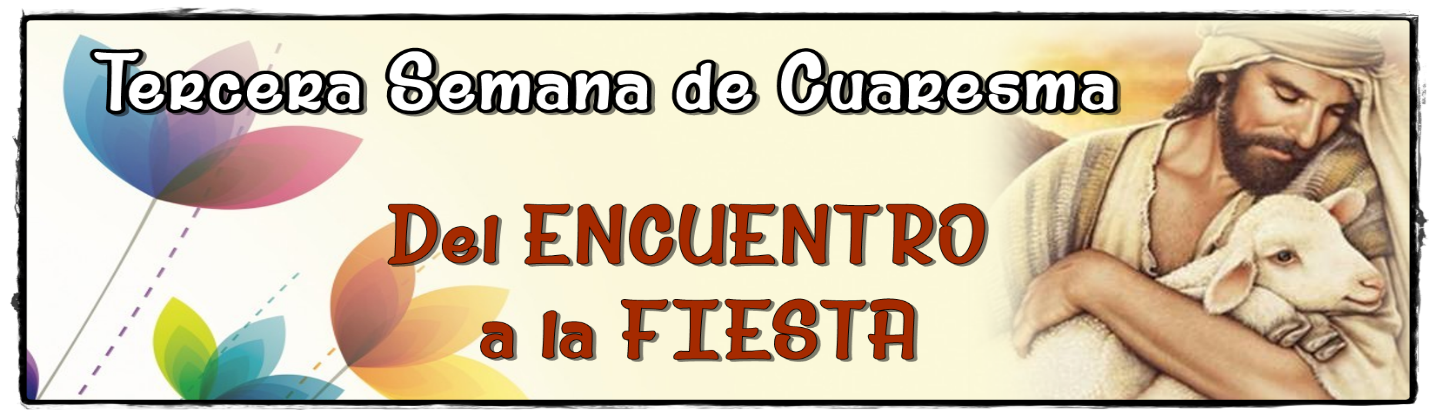 Tercera Semana de Cuaresma
Del ENCUENTRO
a la FIESTA